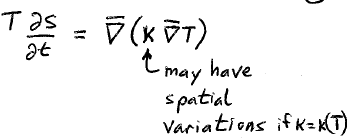 T ∂s/∂t = ∇̄(K ∇̄T)
may have
spatial
variations if K=K(T)